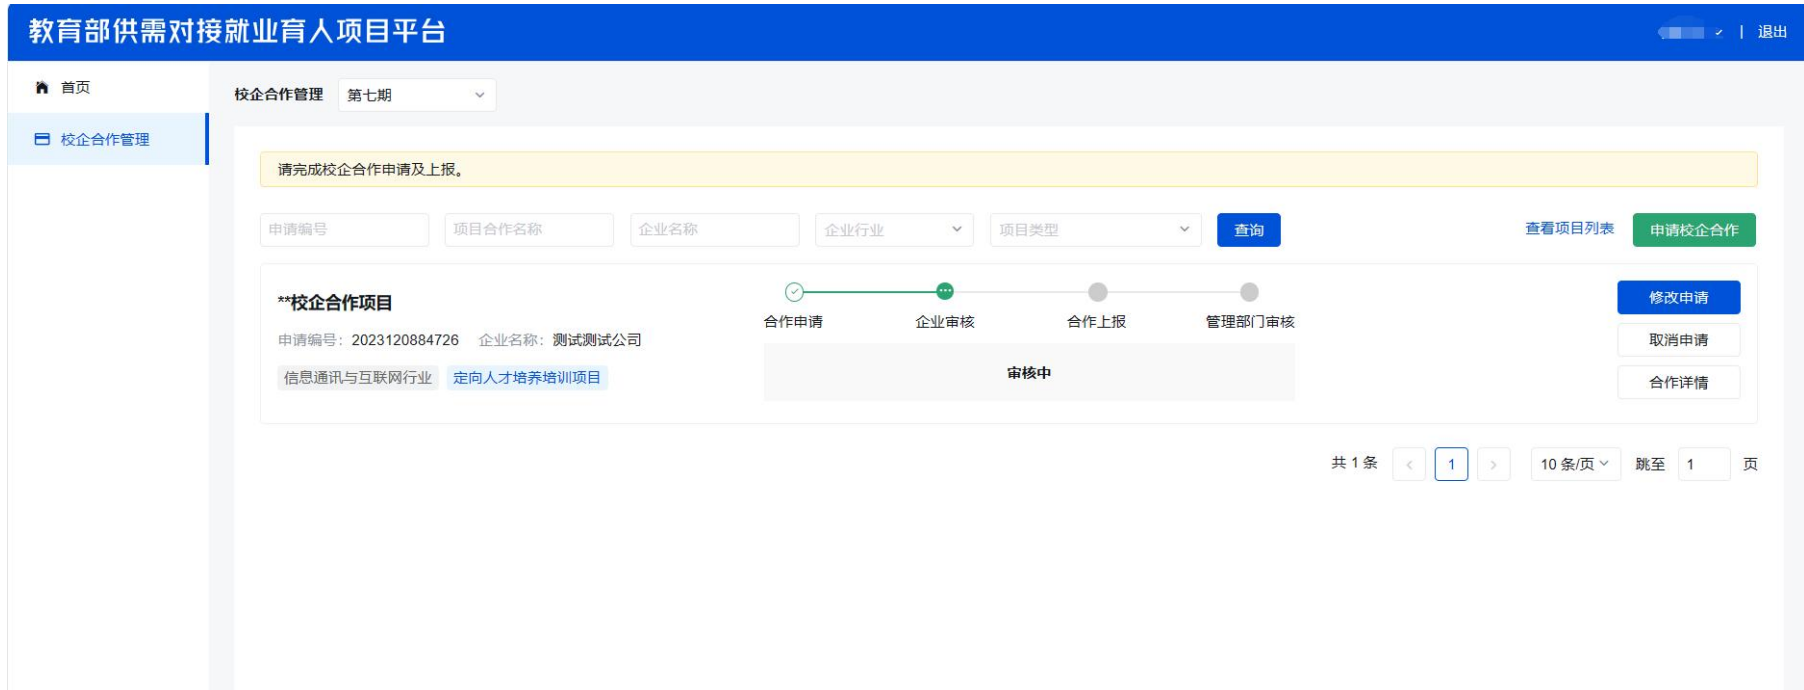 教育部供需对接就业育人项目平台
| 退出
首页
校企合作管理
校企合作管理 第七期
请完成校企合作申请及上报。
申请编号 项目合作名称 企业名称 企业行业 项目类型 查询 查看项目列表 申请校企合作
**校企合作项目
申请编号：2023120884726 企业名称：测试测试公司
信息通讯与互联网行业 定向人才培养培训项目
合作申请 企业审核 合作上报 管理部门审核
审核中
修改申请
取消申请
合作详情
共 1 条 < 1 > 10 条/页 跳至 1 页